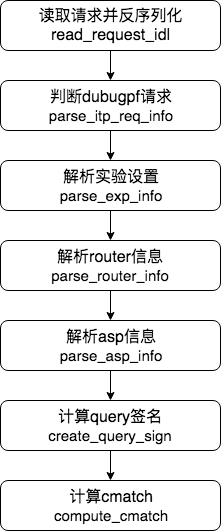 读取请求并反序列化
read_request_idl
判断dubugpf请求
parse_itp_req_info
解析实验设置
parse_exp_info
解析router信息
parse_router_info
解析asp信息
parse_asp_info
计算query签名
create_query_sign
计算cmatch
compute_cmatch